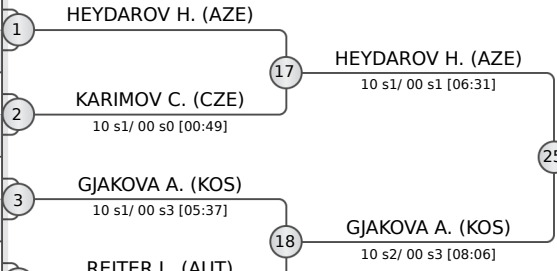 HEYDAROV H. (AZE)
1
HEYDAROV H. (AZE)
17
10 s1/ 00 s1 [06:31]
KARIMOV C. (CZE)
2
10 s1/ 00 s0 [00:49]
25
GJAKOVA A. (KOS)
3
10 s1/ 00 s3 [05:37]
GJAKOVA A. (KOS)
18
10 s2/ 00 s3 [08:06]
REITER L. (AUT)